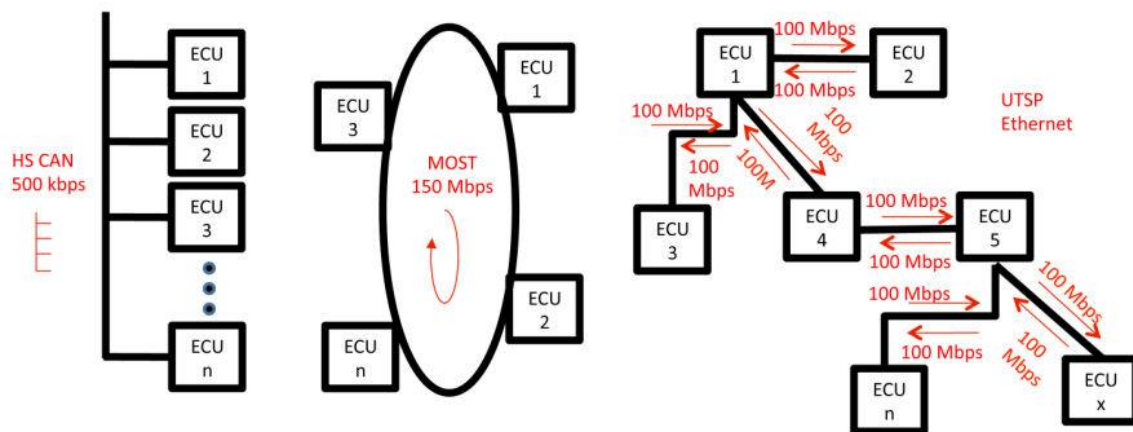 HS CAN
500 kbps
ECU
1
ECU
2
ECU
3
ECU
n
ECU
1
ECU
3
MOST
150 Mbps
ECU
2
ECU
n
ECU
1
100 Mbps
100 Mbps
ECU
2
UTSP
Ethernet
100 Mbps
100
Mbps
100
Mbps
100M
ECU
3
ECU
4
100 Mbps
100 Mbps
ECU
5
100 Mbps
100 Mbps
100 Mbps
100
Mbps
ECU
n
ECU
x